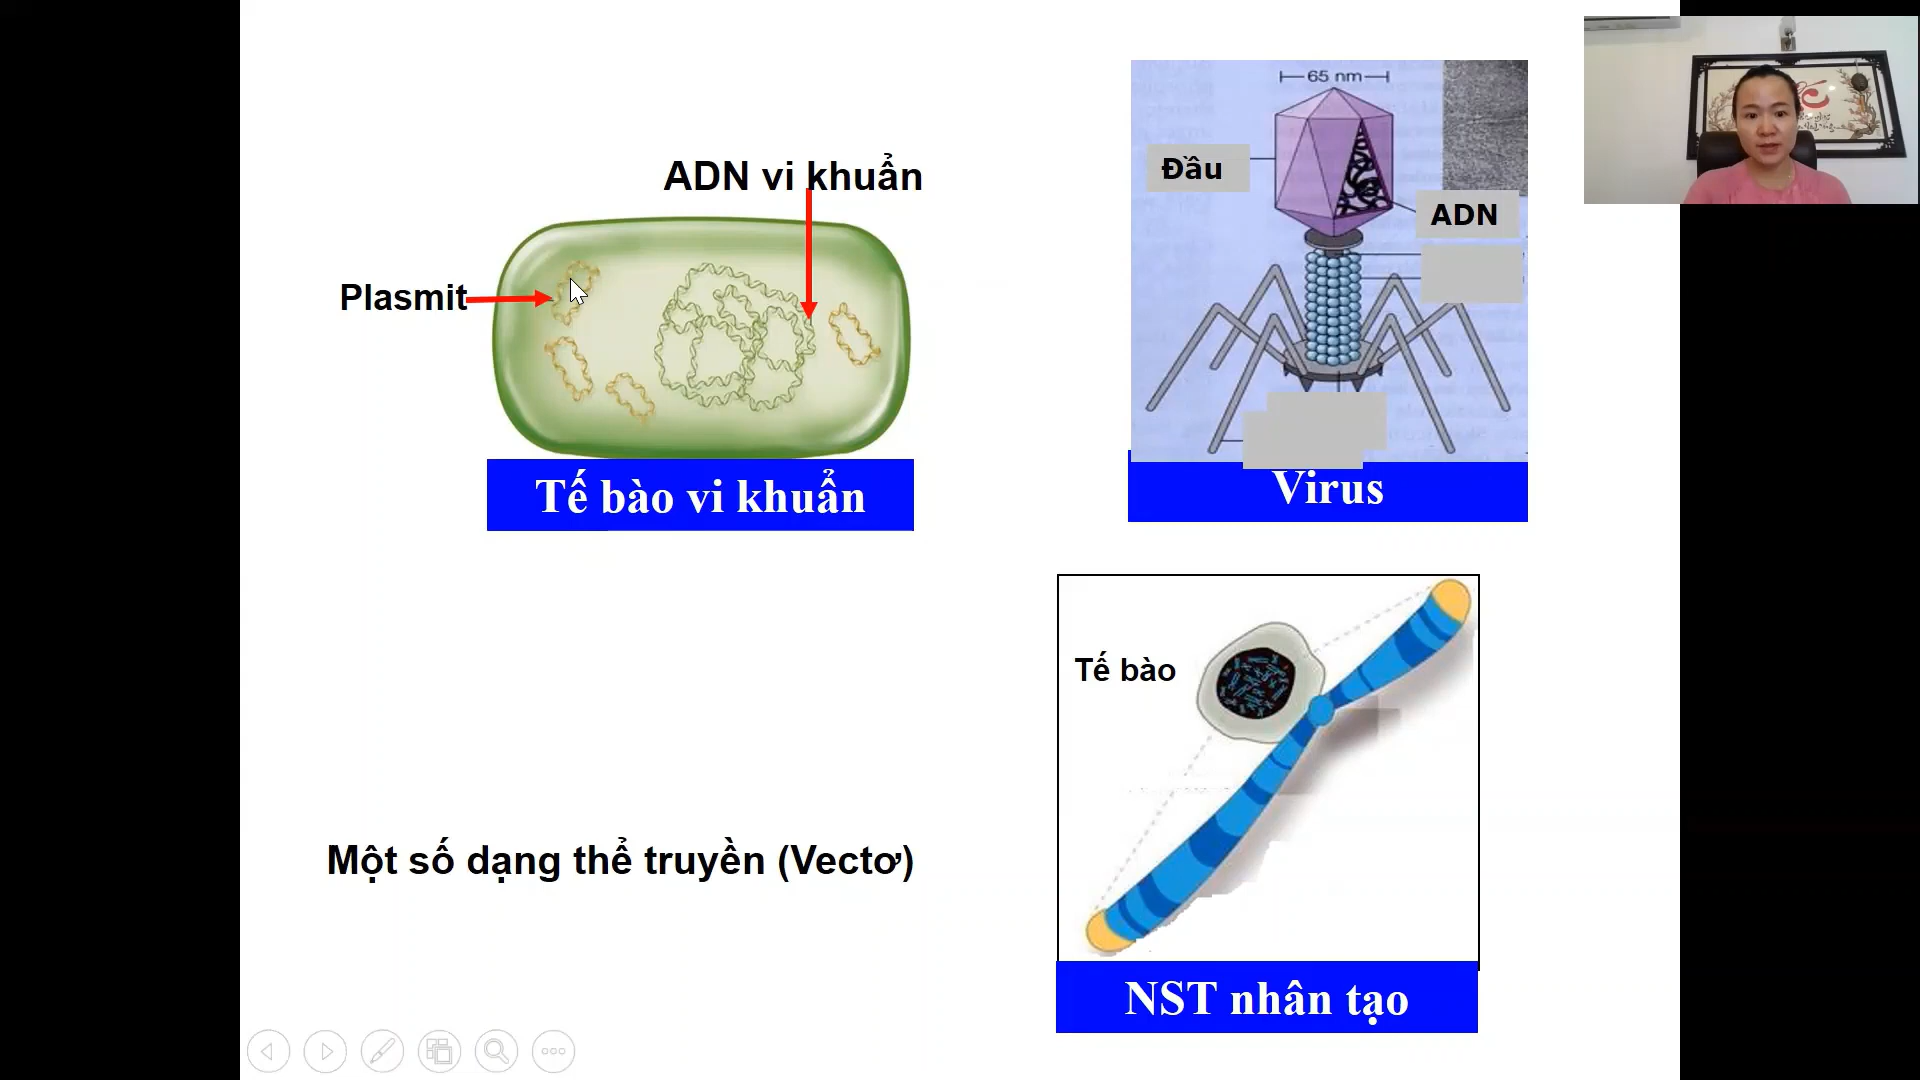 65 nm
Đầu
ADN
ADN vi khuẩn
Plasmit
Tế bào vi khuẩn
Virus
Tế bào
Một số dạng thể truyền (Vectơ)
NST nhân tạo